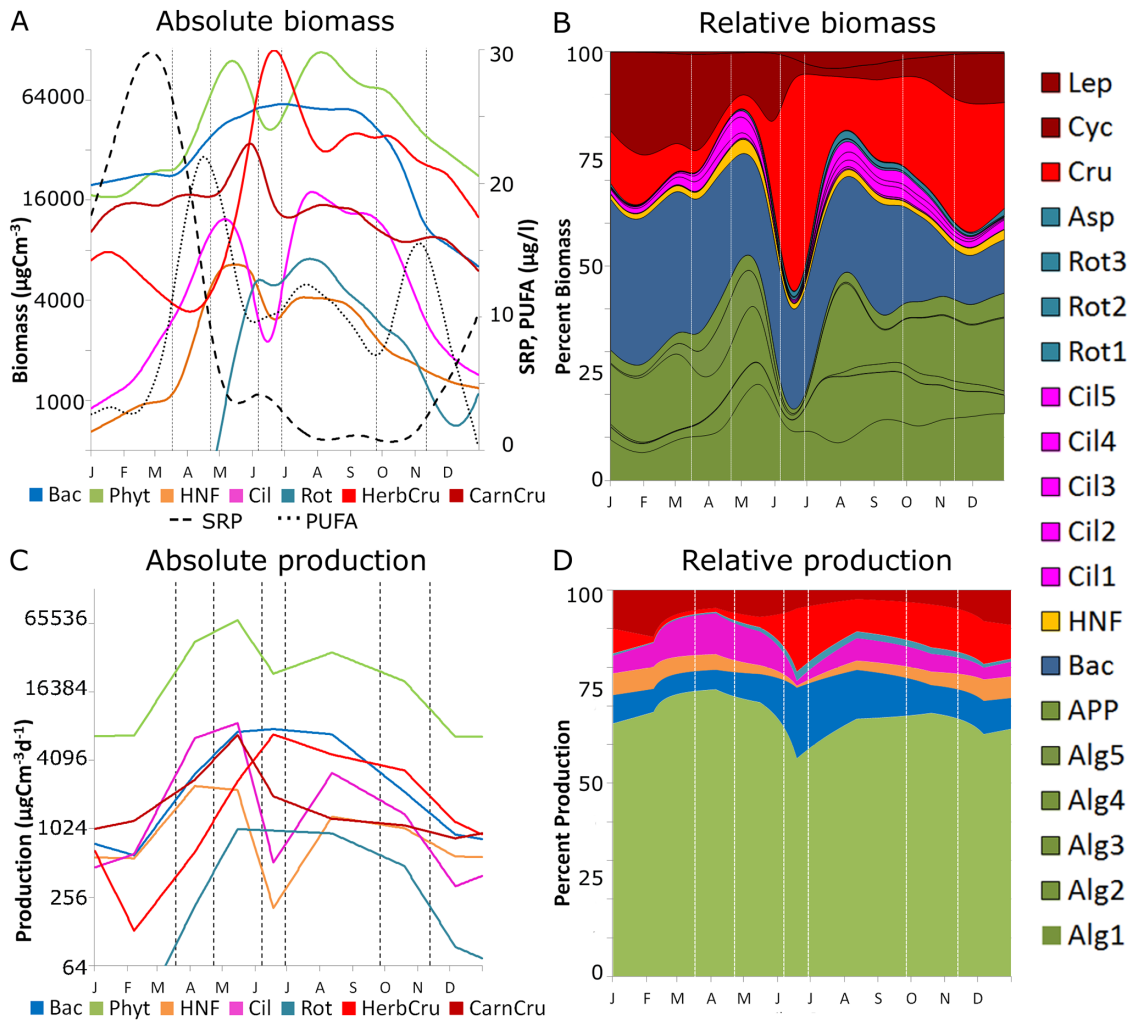 A Absolute biomass
64000
16000
4000
1000
Biomass (µgCm⁻³)
30
20
10
0
SRP, PUFA (µg/l)
J F M A M J J A S O N D
Bac Phyt HNF Cil Rot HerbCru CarnCru
SRP PUFA
B Relative biomass
100
75
50
25
0
Percent Biomass
J F M A M J J A S O N D
C Absolute production
65536
16384
4096
1024
256
64
Production (µgCm⁻³d⁻¹)
J F M A M J J A S O N D
Bac Phyt HNF Cil Rot HerbCru CarnCru
D Relative production
100
75
50
25
0
Percent Production
J F M A M J J A S O N D
Lep
Cyc
Cru
Asp
Rot3
Rot2
Rot1
Cil5
Cil4
Cil3
Cil2
Cil1
HNF
Bac
APP
Alg5
Alg4
Alg3
Alg2
Alg1